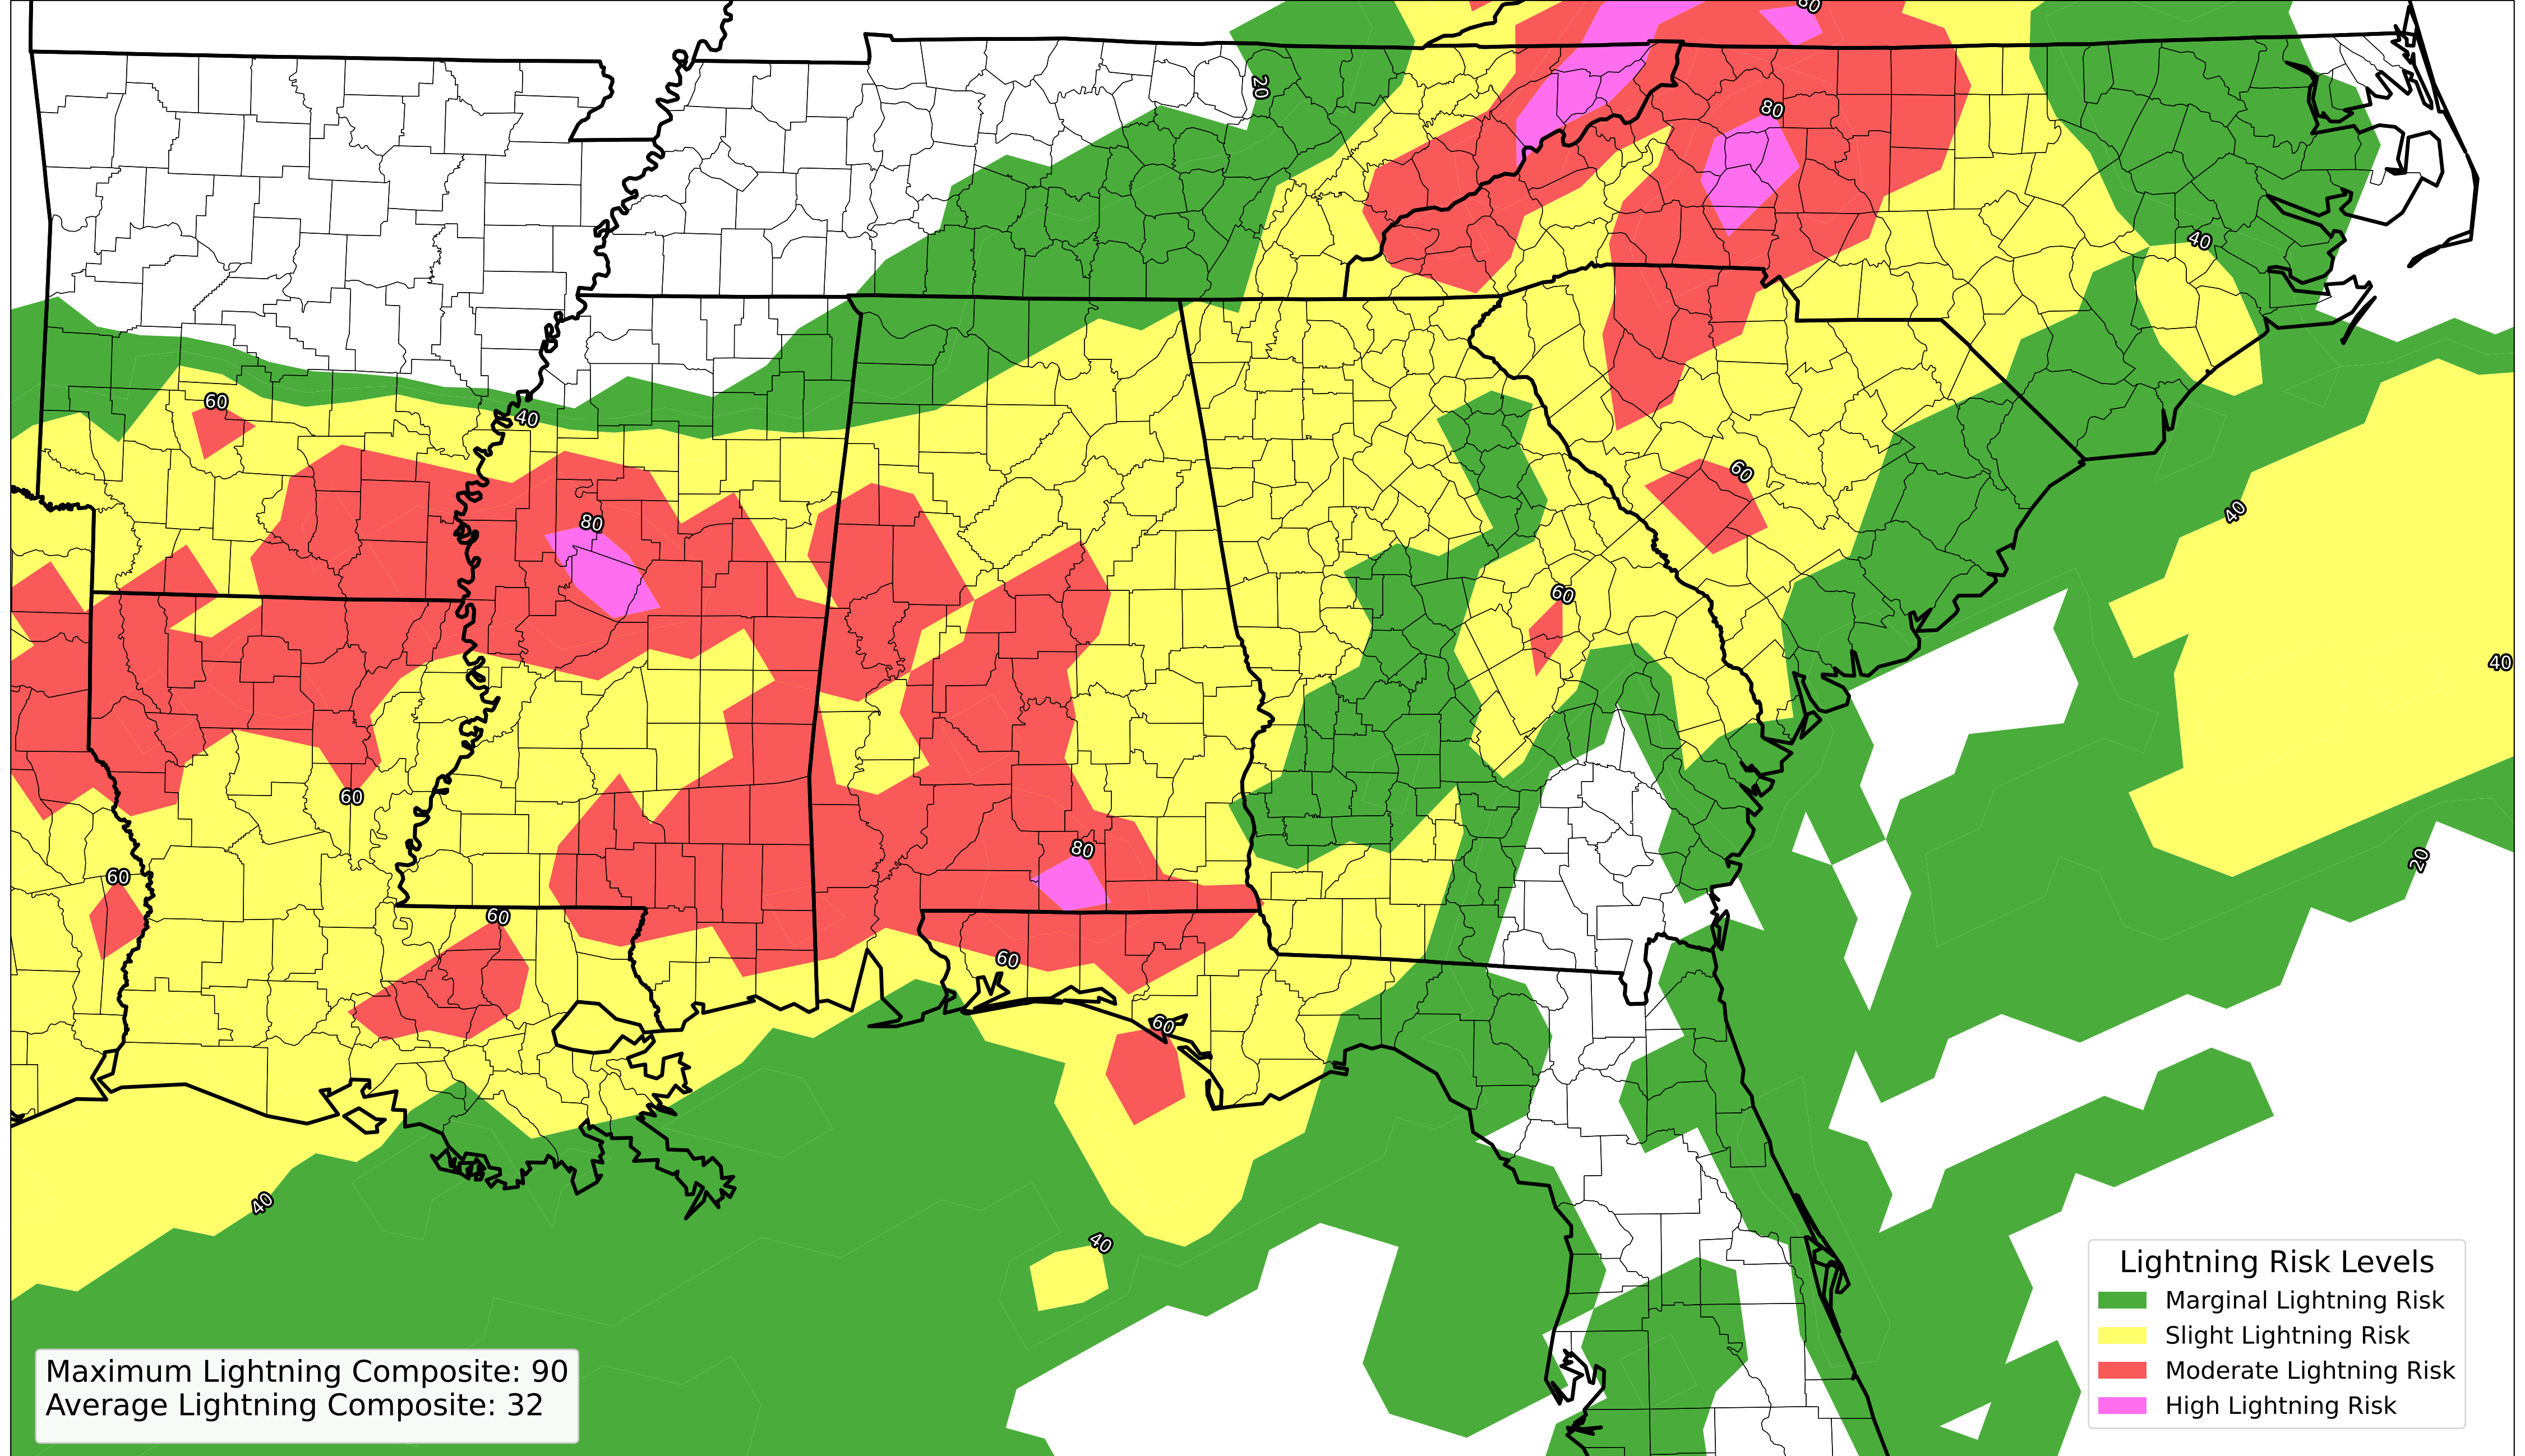 80
20
80
40
60
40
60
40
80
60
40
60
80
20
60
60
60
60
40
40
Lightning Risk Levels
Marginal Lightning Risk
Slight Lightning Risk
Moderate Lightning Risk
High Lightning Risk
Maximum Lightning Composite: 90
Average Lightning Composite: 32